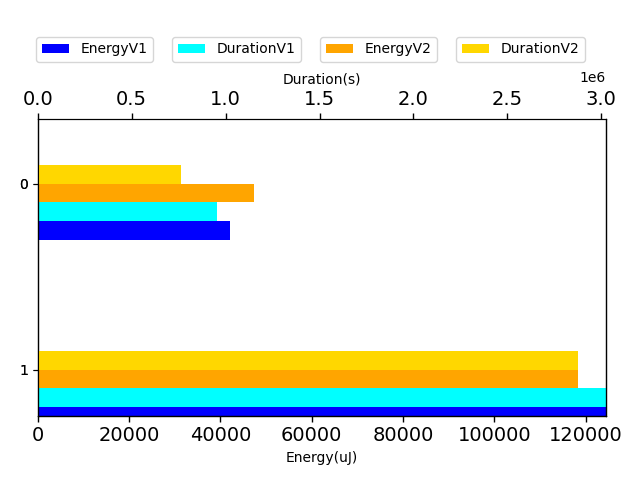 EnergyV1 DurationV1 EnergyV2 DurationV2
Duration(s)
1e6
0.0 0.5 1.0 1.5 2.0 2.5 3.0
0
1
0 20000 40000 60000 80000 100000 120000
Energy(uJ)